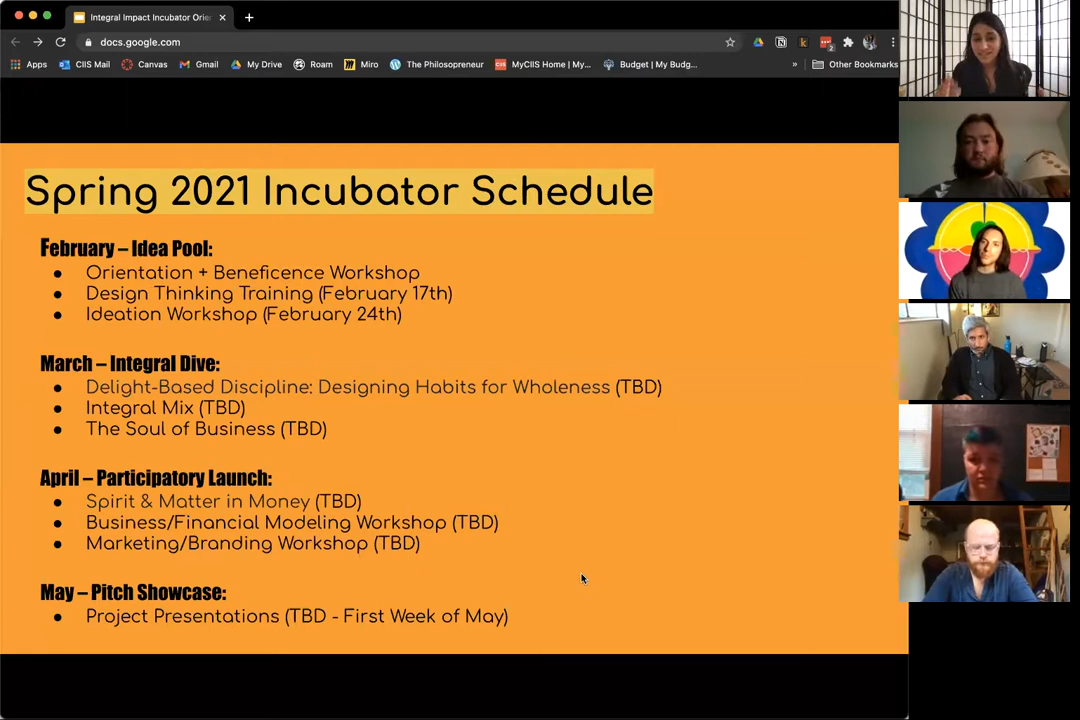 Integral Impact Incubator Orie
docs.google.com
2
Apps
CIIS Mail
Canvas
Gmail
My Drive
Roam
Miro
The Philosopreneur
MyCIIS Home | My...
Budget | My Budg...
»
Other Bookmarks
Spring 2021 Incubator Schedule
February – Idea Pool:
● Orientation + Beneficence Workshop
● Design Thinking Training (February 17th)
● Ideation Workshop (February 24th)
March – Integral Dive:
● Delight-Based Discipline: Designing Habits for Wholeness (TBD)
● Integral Mix (TBD)
● The Soul of Business (TBD)
April – Participatory Launch:
● Spirit & Matter in Money (TBD)
● Business/Financial Modeling Workshop (TBD)
● Marketing/Branding Workshop (TBD)
May – Pitch Showcase:
● Project Presentations (TBD - First Week of May)